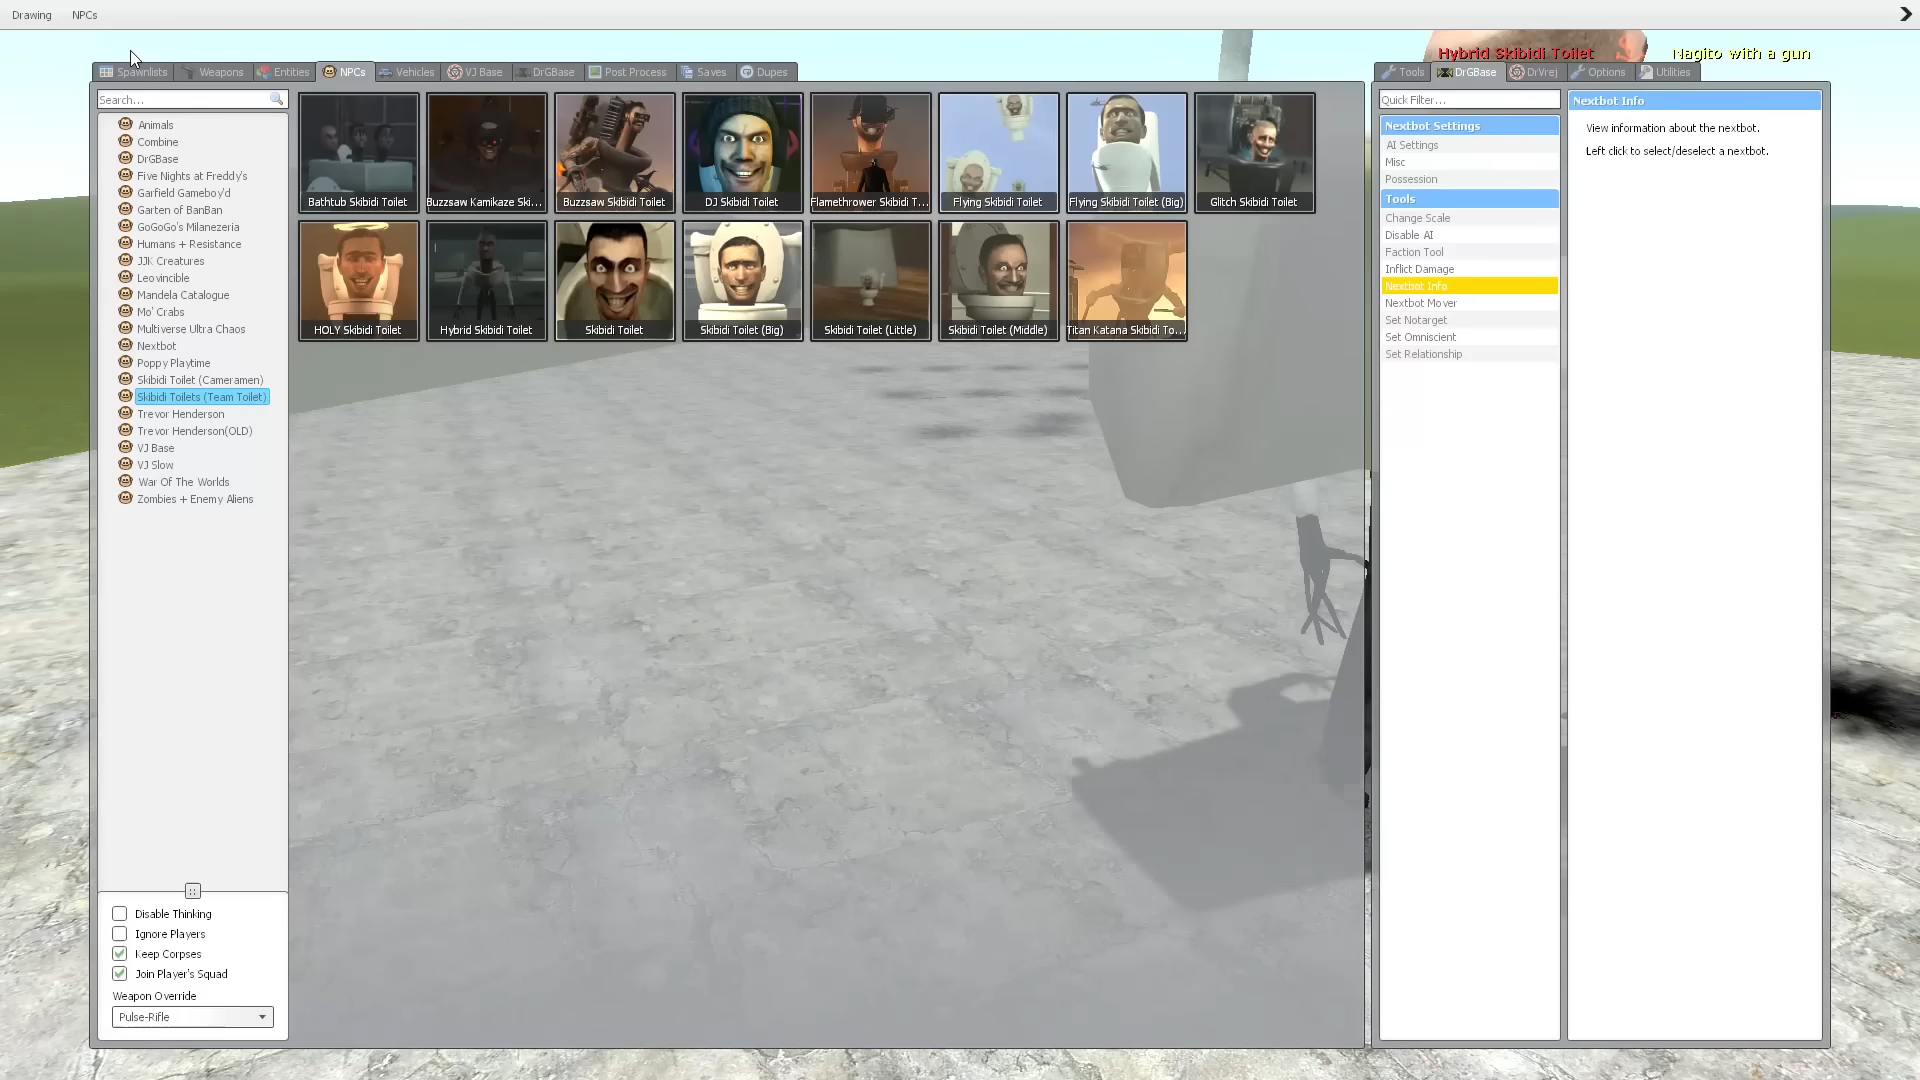 Drawing NPCs
Hybrid Skibidi Toilet Nagito with a gun
Spawnlists Weapons Entities NPCs Vehicles VJ Base DrGBase Post Process Saves Dupes
Tools DrGBase DrVrej Options Utilities
Search...
Animals
Combine
DrGBase
Five Nights at Freddy's
Garfield Gameboy'd
Garten of BanBan
GoGoGo's Milanezeria
Humans + Resistance
JJK Creatures
Leovincible
Mandela Catalogue
Mo' Crabs
Multiverse Ultra Chaos
Nextbot
Poppy Playtime
Skibidi Toilet (Cameramen)
Skibidi Toilets (Team Toilet)
Trevor Henderson
Trevor Henderson(OLD)
VJ Base
VJ Slow
War Of The Worlds
Zombies + Enemy Aliens
Disable Thinking
Ignore Players
Keep Corpses
Join Player's Squad
Weapon Override
Pulse-Rifle
Bathtub Skibidi Toilet Buzzsaw Kamikaze Ski... Buzzsaw Skibidi Toilet DJ Skibidi Toilet Flamethrower Skibidi T... Flying Skibidi Toilet Flying Skibidi Toilet (Big) Glitch Skibidi Toilet
HOLY Skibidi Toilet Hybrid Skibidi Toilet Skibidi Toilet Skibidi Toilet (Big) Skibidi Toilet (Little) Skibidi Toilet (Middle) Titan Katana Skibidi To...
Quick Filter...
Nextbot Settings
AI Settings
Misc
Possession
Tools
Change Scale
Disable AI
Faction Tool
Inflict Damage
Nextbot Info
Nextbot Mover
Set Notarget
Set Omniscient
Set Relationship
Nextbot Info
View information about the nextbot.
Left click to select/deselect a nextbot.